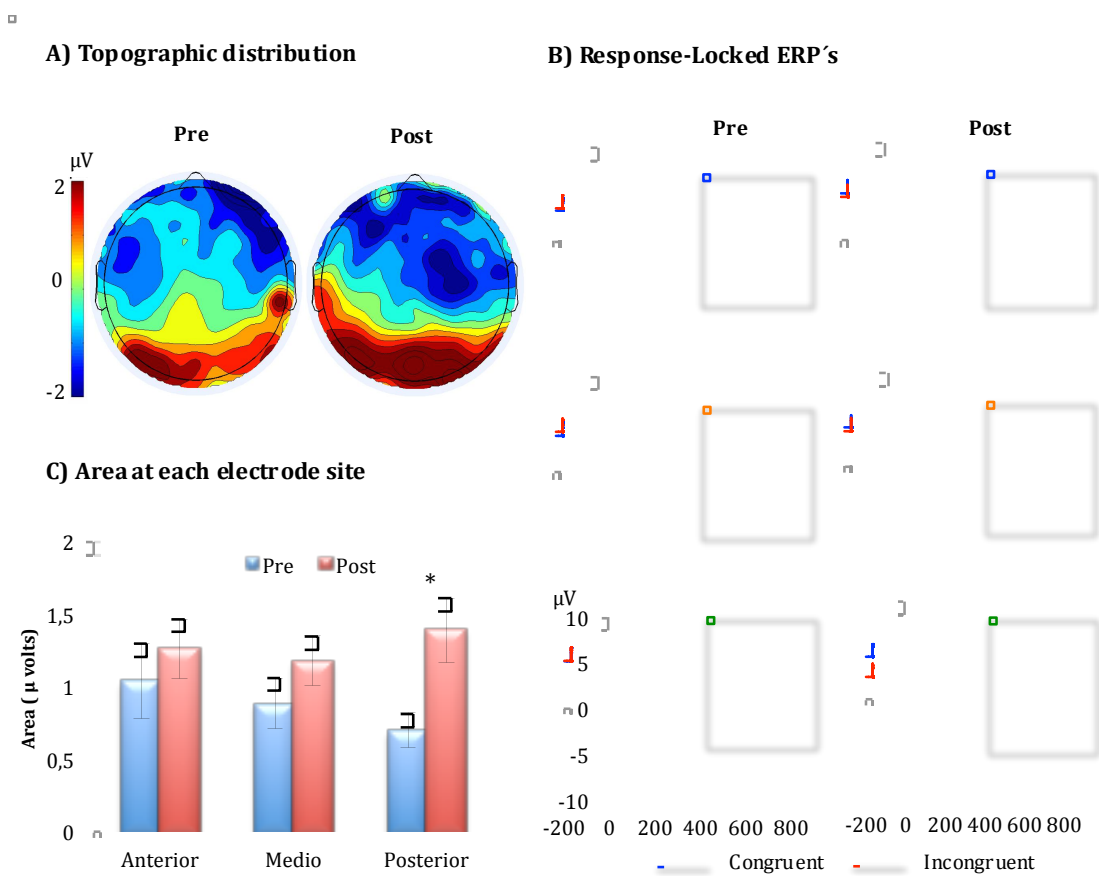 A) Topographic distribution
Pre
Post
µV
2
0
-2
B) Response-Locked ERP´s
Pre
Post
µV
10
5
0
-5
-10
-200 0 200 400 600 800
-200 0 200 400 600 800
Congruent
Incongruent
C) Area at each electrode site
2
1,5
1
0,5
0
Area ( µ volts)
Pre
Post
*
Anterior
Medio
Posterior